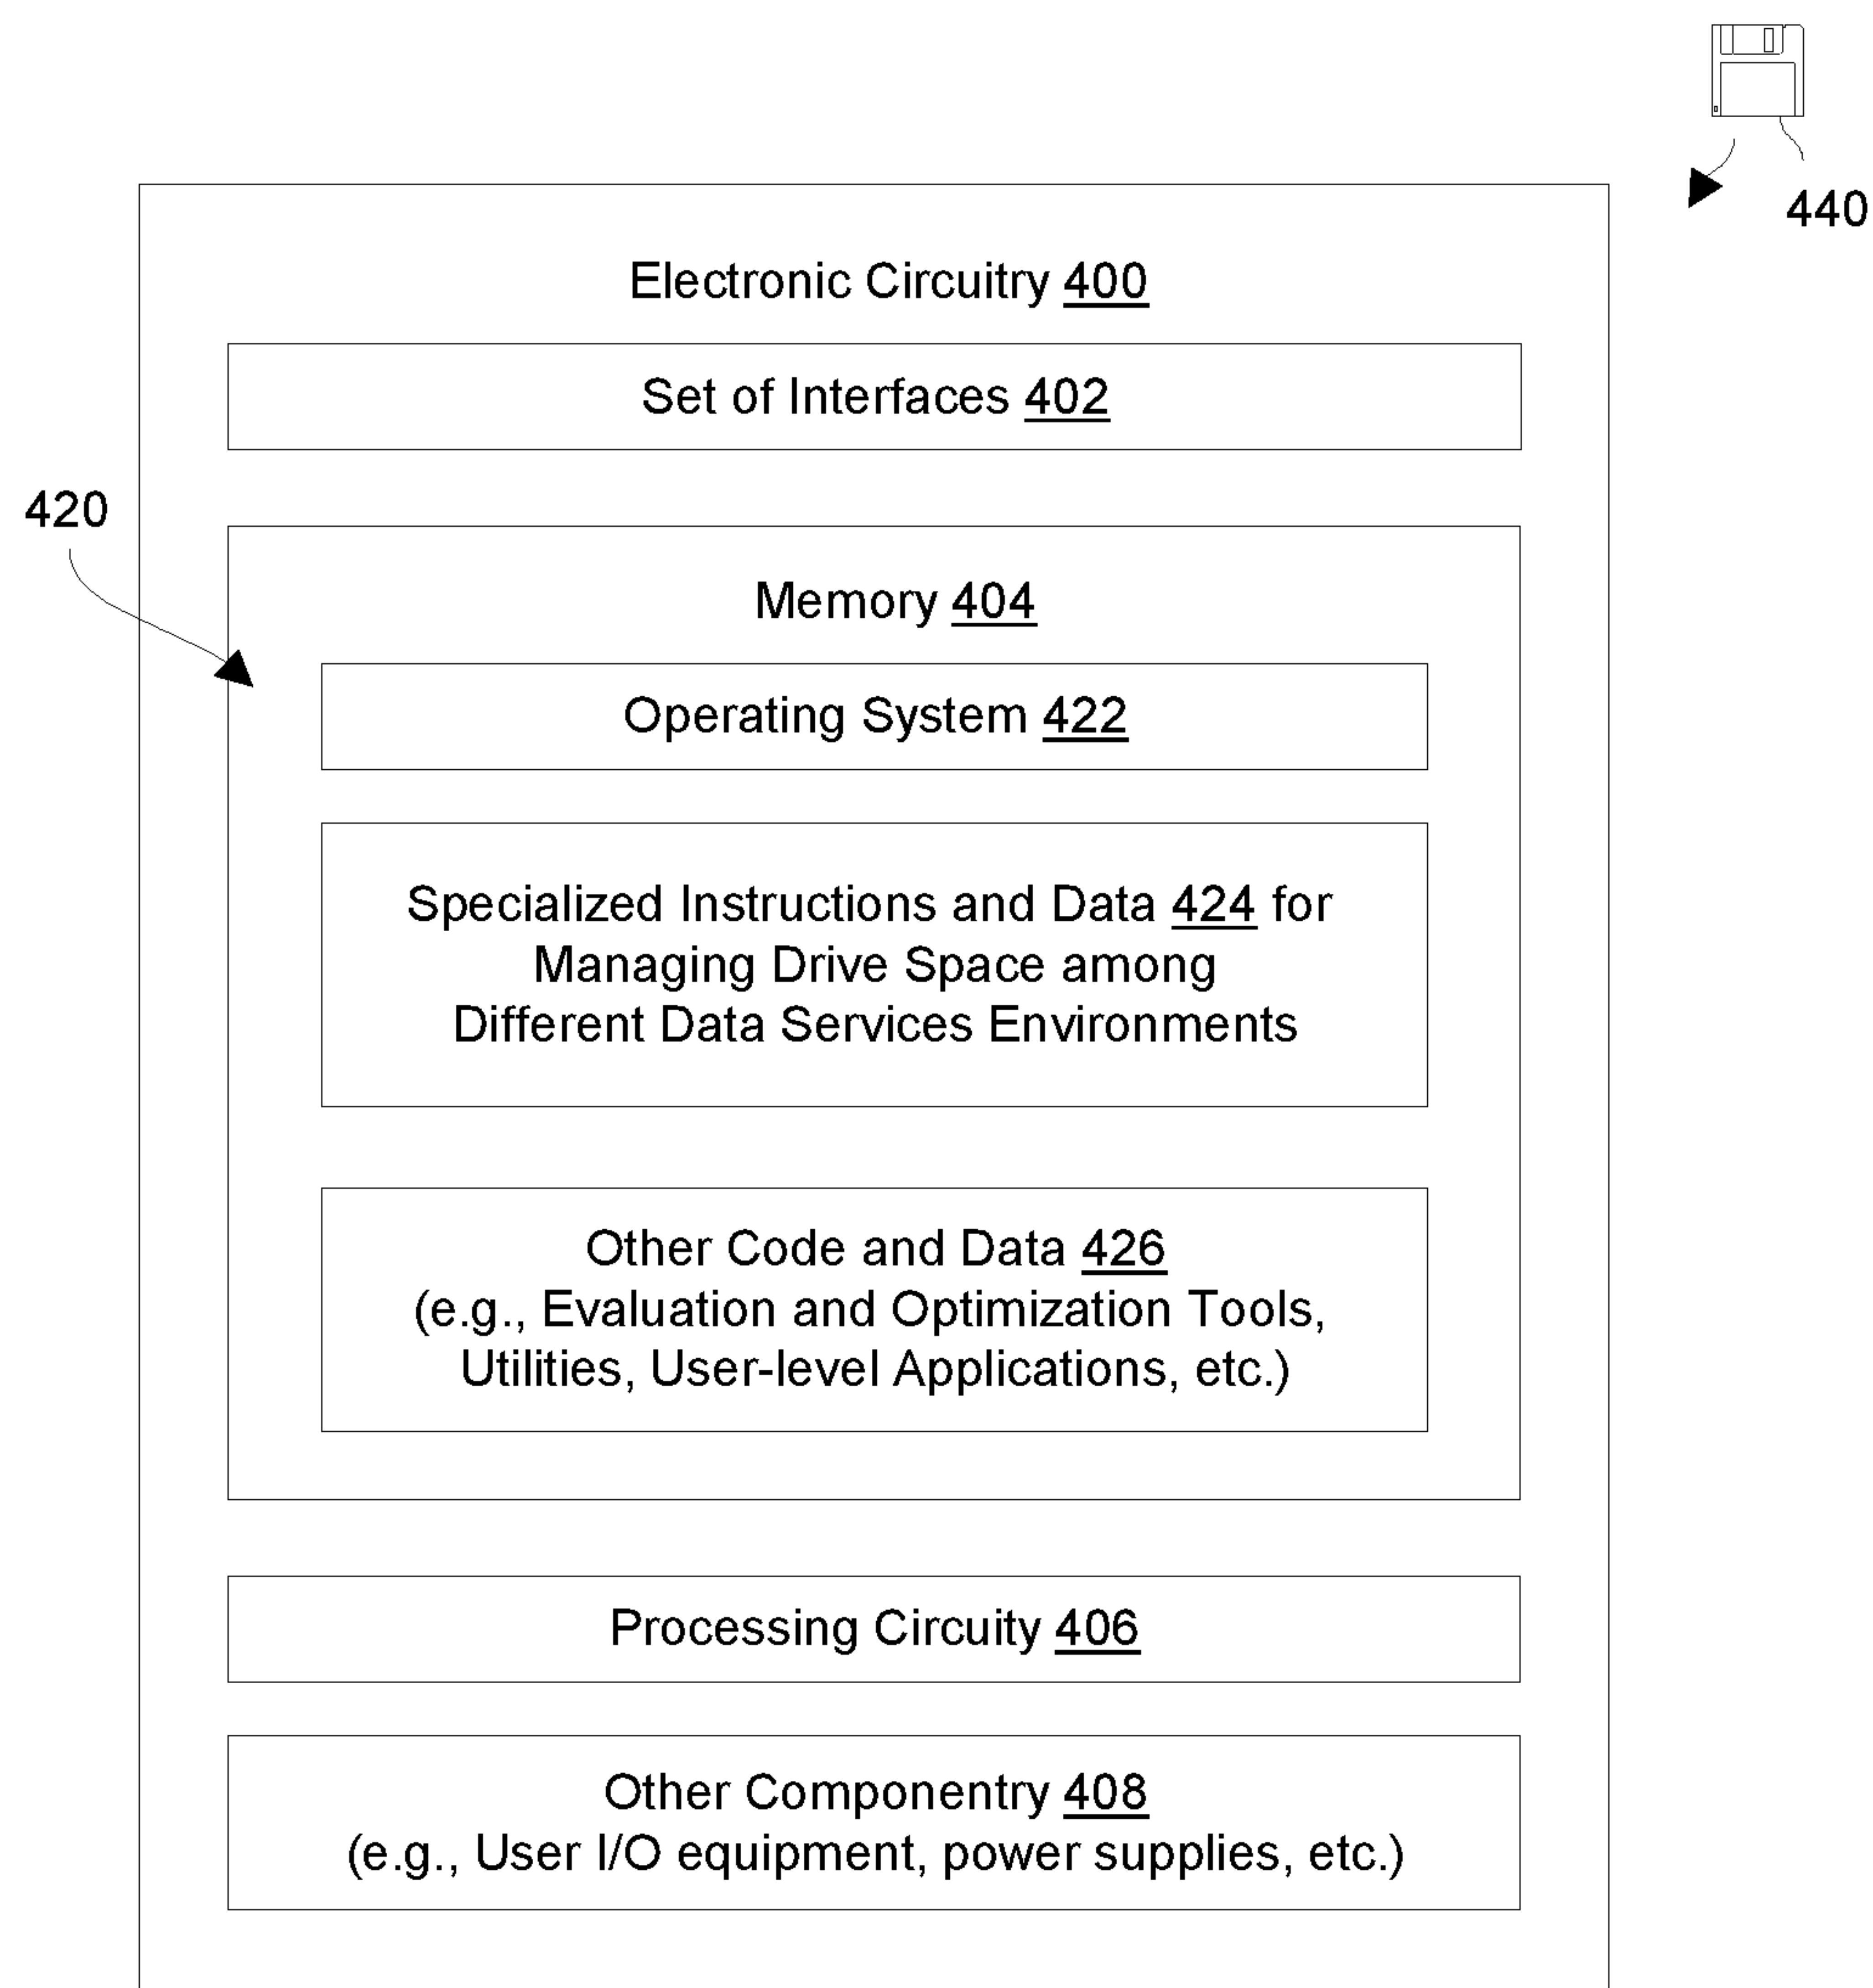 440
Electronic Circuitry 400
Set of Interfaces 402
420
Memory 404
Operating System 422
Specialized Instructions and Data 424 for
Managing Drive Space among
Different Data Services Environments
Other Code and Data 426
(e.g., Evaluation and Optimization Tools,
Utilities, User-level Applications, etc.)
Processing Circuity 406
Other Componentry 408
(e.g., User I/O equipment, power supplies, etc.)